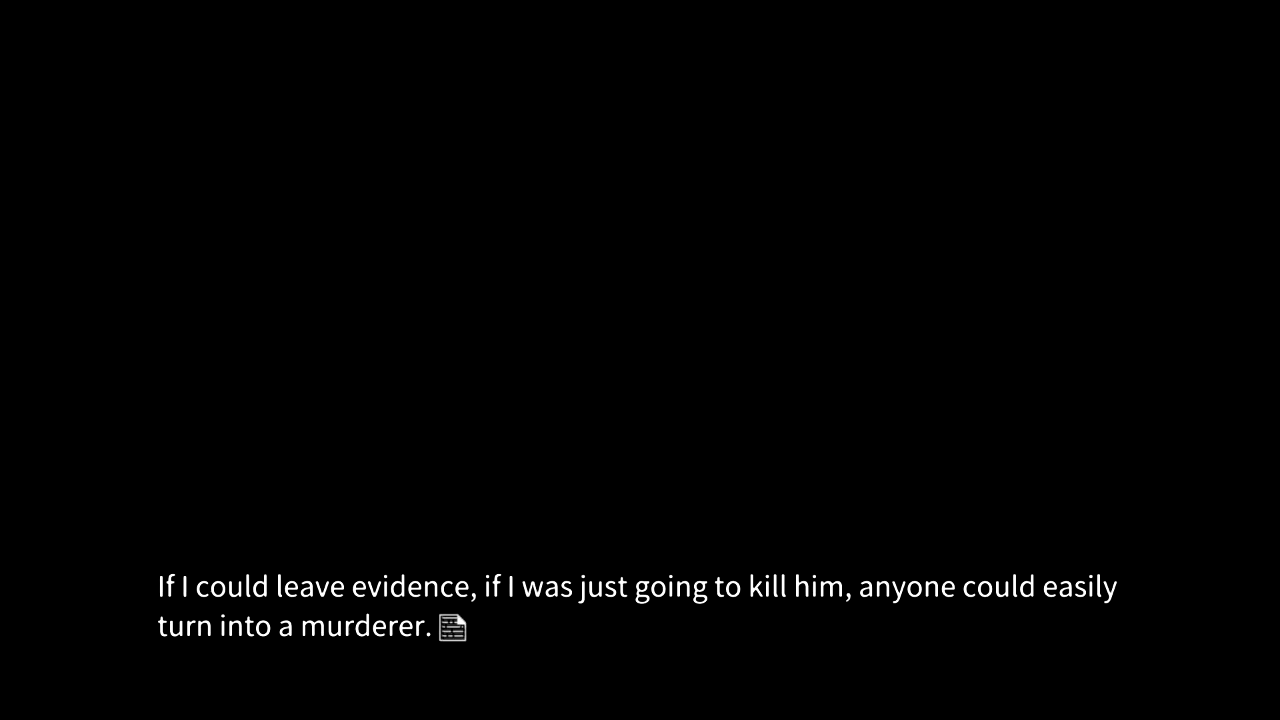 If I could leave evidence, if I was just going to kill him, anyone could easily
turn into a murderer.